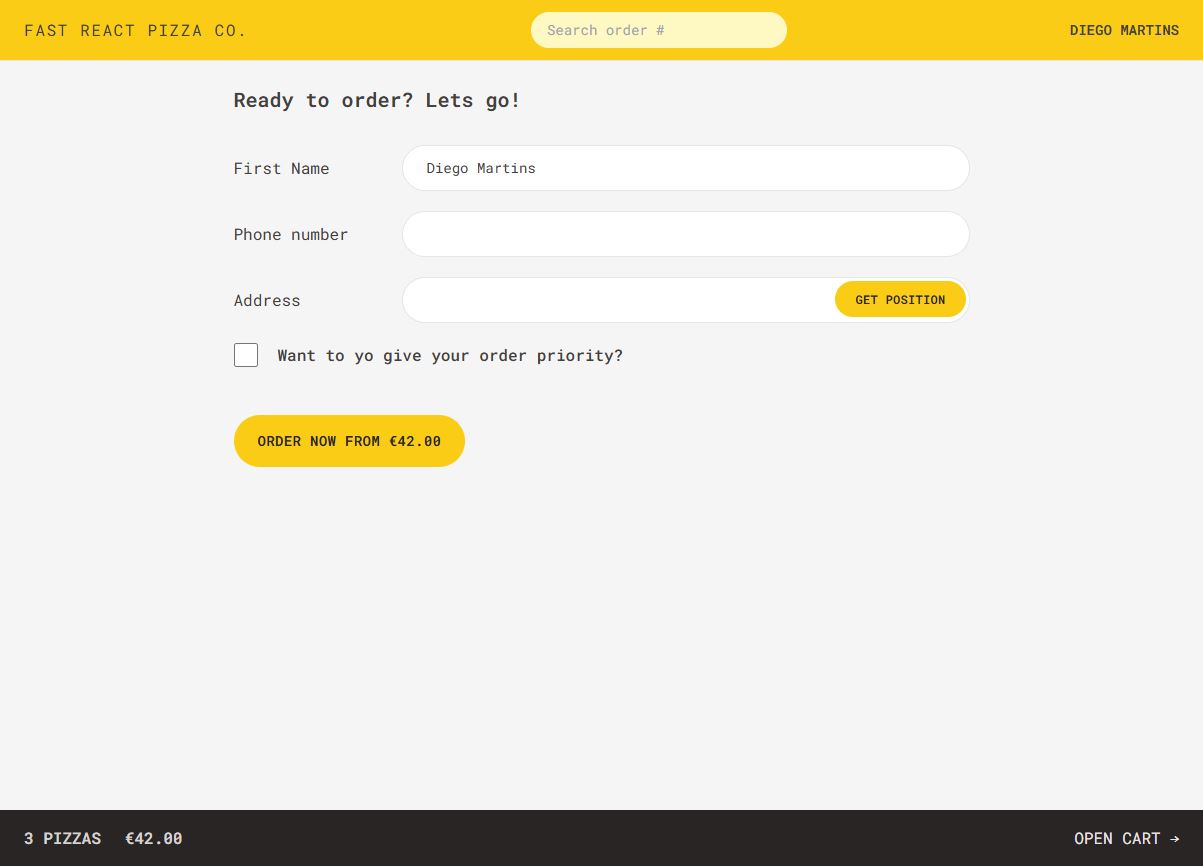 FAST REACT PIZZA CO.
Search order #
DIEGO MARTINS
Ready to order? Lets go!
First Name
Diego Martins
Phone number
Address
GET POSITION
Want to yo give your order priority?
ORDER NOW FROM €42.00
3 PIZZAS €42.00
OPEN CART →